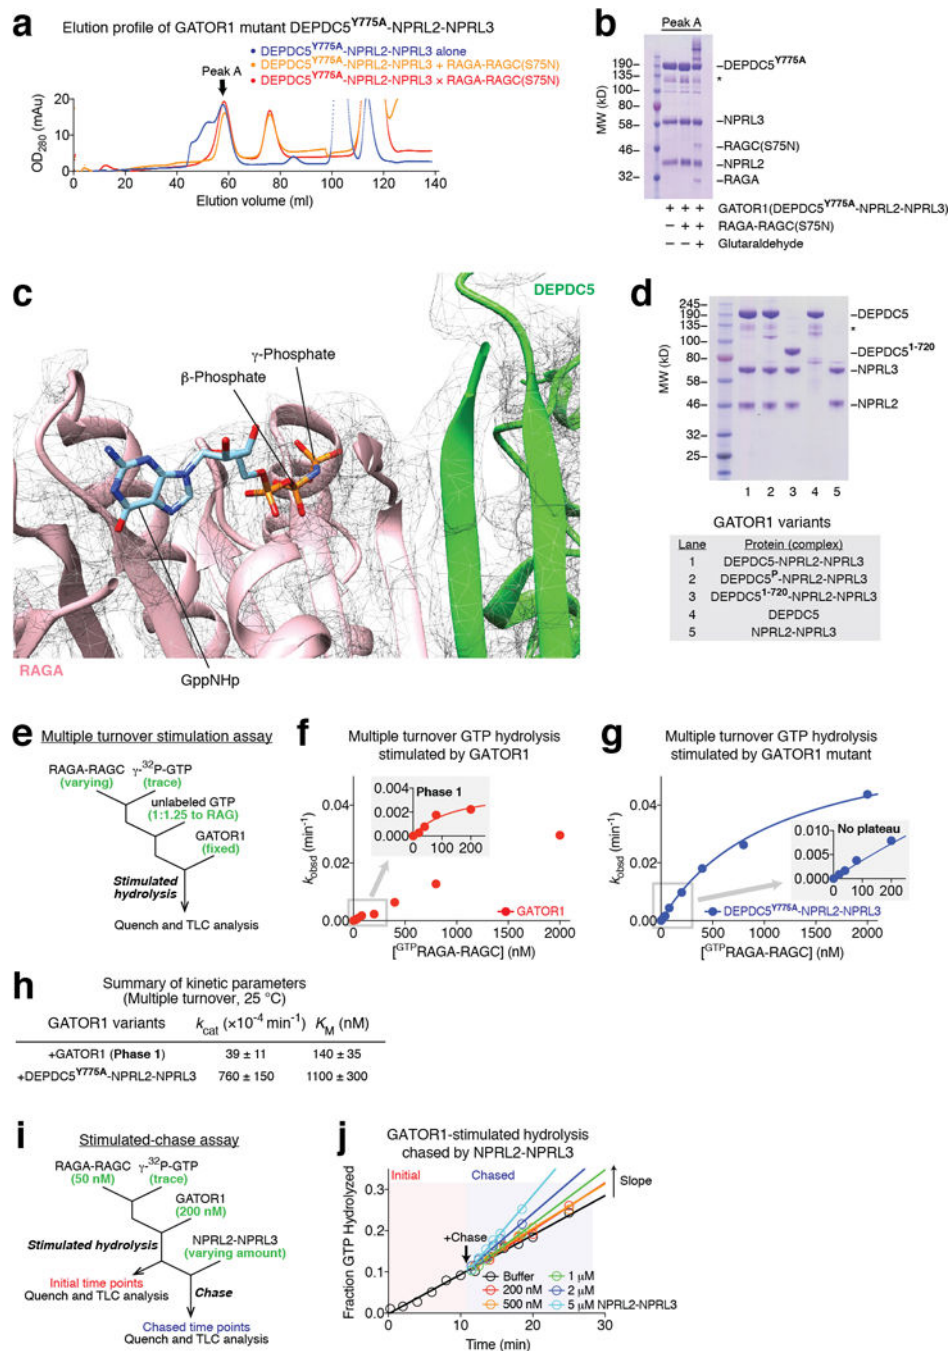 a
Elution profile of GATOR1 mutant DEPDC5Y775A-NPRL2-NPRL3
DEPDC5Y775A-NPRL2-NPRL3 alone
DEPDC5Y775A-NPRL2-NPRL3 + RAGA-RAGC(S75N)
DEPDC5Y775A-NPRL2-NPRL3 × RAGA-RAGC(S75N)
Peak A
OD280 (mAu)
20
10
0
0 20 40 60 80 100 120 140
Elution volume (ml)
b
Peak A
MW (kD)
190
135
100
80
58
46
32
DEPDC5Y775A
*
NPRL3
RAGC(S75N)
NPRL2
RAGA
+ + + GATOR1(DEPDC5Y775A-NPRL2-NPRL3)
− + + RAGA-RAGC(S75N)
+ Glutaraldehyde
c
DEPDC5
γ-Phosphate
β-Phosphate
RAGA
GppNHp
d
MW (kD)
245
190
135
100
80
58
46
32
25
DEPDC5
*
DEPDC51-720
NPRL3
NPRL2
1 2 3 4 5
GATOR1 variants
Lane Protein (complex)
1 DEPDC5-NPRL2-NPRL3
2 DEPDC5P-NPRL2-NPRL3
3 DEPDC51-720-NPRL2-NPRL3
4 DEPDC5
5 NPRL2-NPRL3
e
Multiple turnover stimulation assay
RAGA-RAGC γ-32P-GTP
(varying) (trace)
unlabeled GTP
(1:1.25 to RAG)
GATOR1
(fixed)
Stimulated
hydrolysis
Quench and TLC analysis
f
Multiple turnover GTP hydrolysis
stimulated by GATOR1
kobsd (min-1)
0.04
0.02
0.00
0 500 1000 1500 2000
[GTPRAGA-RAGC] (nM)
Phase 1
0.004
0.002
0.000
0 100 200
GATOR1
g
Multiple turnover GTP hydrolysis
stimulated by GATOR1 mutant
kobsd (min-1)
0.04
0.02
0.00
0 500 1000 1500 2000
[GTPRAGA-RAGC] (nM)
No plateau
0.010
0.005
0.000
0 100 200
DEPDC5Y775A-NPRL2-NPRL3
h
Summary of kinetic parameters
(Multiple turnover, 25 °C)
GATOR1 variants kcat (×10-4 min-1) KM (nM)
+GATOR1 (Phase 1) 39 ± 11 140 ± 35
+DEPDC5Y775A-NPRL2-NPRL3 760 ± 150 1100 ± 300
i
Stimulated-chase assay
RAGA-RAGC γ-32P-GTP
(50 nM) (trace)
GATOR1
(200 nM)
Stimulated hydrolysis
NPRL2-NPRL3
(varying amount)
Initial time points
Quench and TLC analysis
Chase
Chased time points
Quench and TLC analysis
j
GATOR1-stimulated hydrolysis
chased by NPRL2-NPRL3
Fraction GTP Hydrolyzed
0.3
0.2
0.1
0.0
Initial Chased
Slope
+Chase
Buffer
200 nM
500 nM
1 μM
2 μM
5 μM NPRL2-NPRL3
0 10 20 30
Time (min)